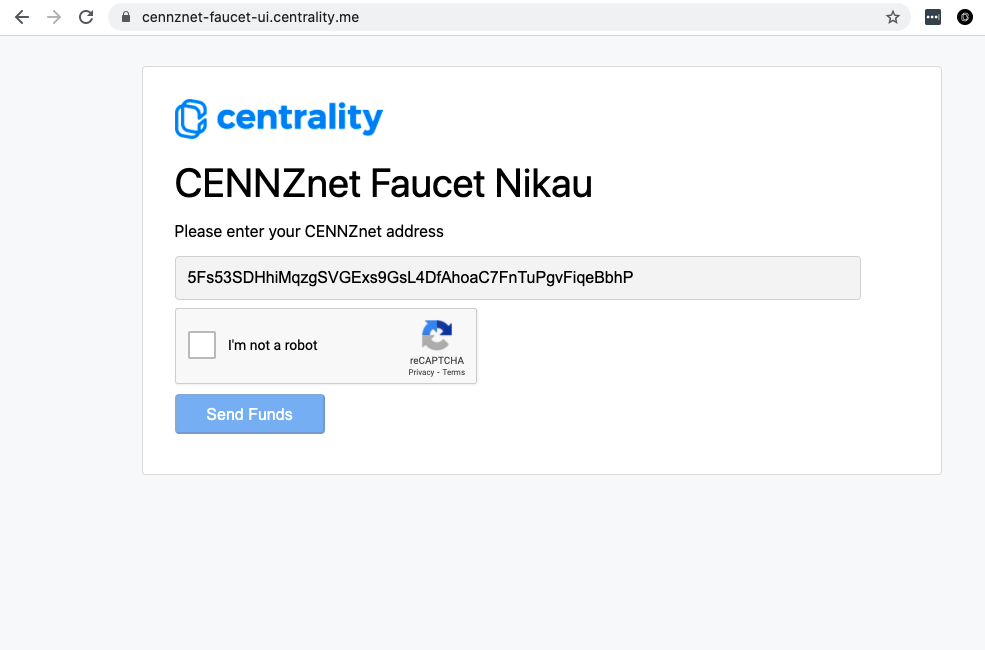 cennznet-faucet-ui.centrality.me
centrality
CENNZnet Faucet Nikau
Please enter your CENNZnet address
5Fs53SDHhiMqzgSVGExs9GsL4DfAhoaC7FnTuPgvFiqeBbhP
I'm not a robot
reCAPTCHA
Privacy - Terms
Send Funds